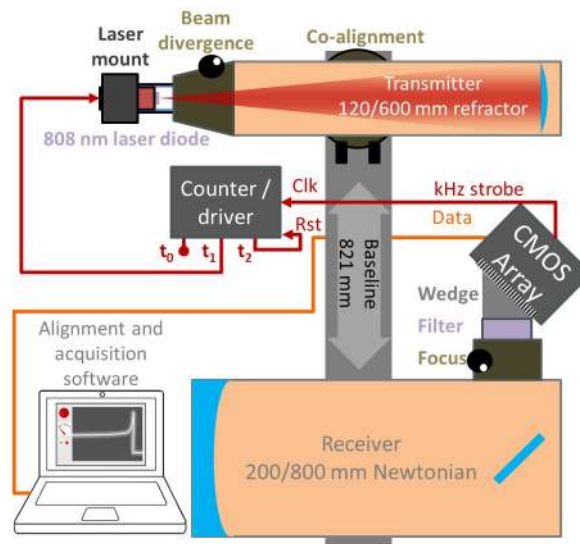 Laser
mount
Beam
divergence
Co-alignment
Transmitter
120/600 mm refractor
808 nm laser diode
Counter /
driver
Clk
kHz strobe
Data
Rst
t₀ t₁ t₂
Baseline
821 mm
CMOS
Array
Wedge
Filter
Focus
Alignment and
acquisition
software
Receiver
200/800 mm Newtonian